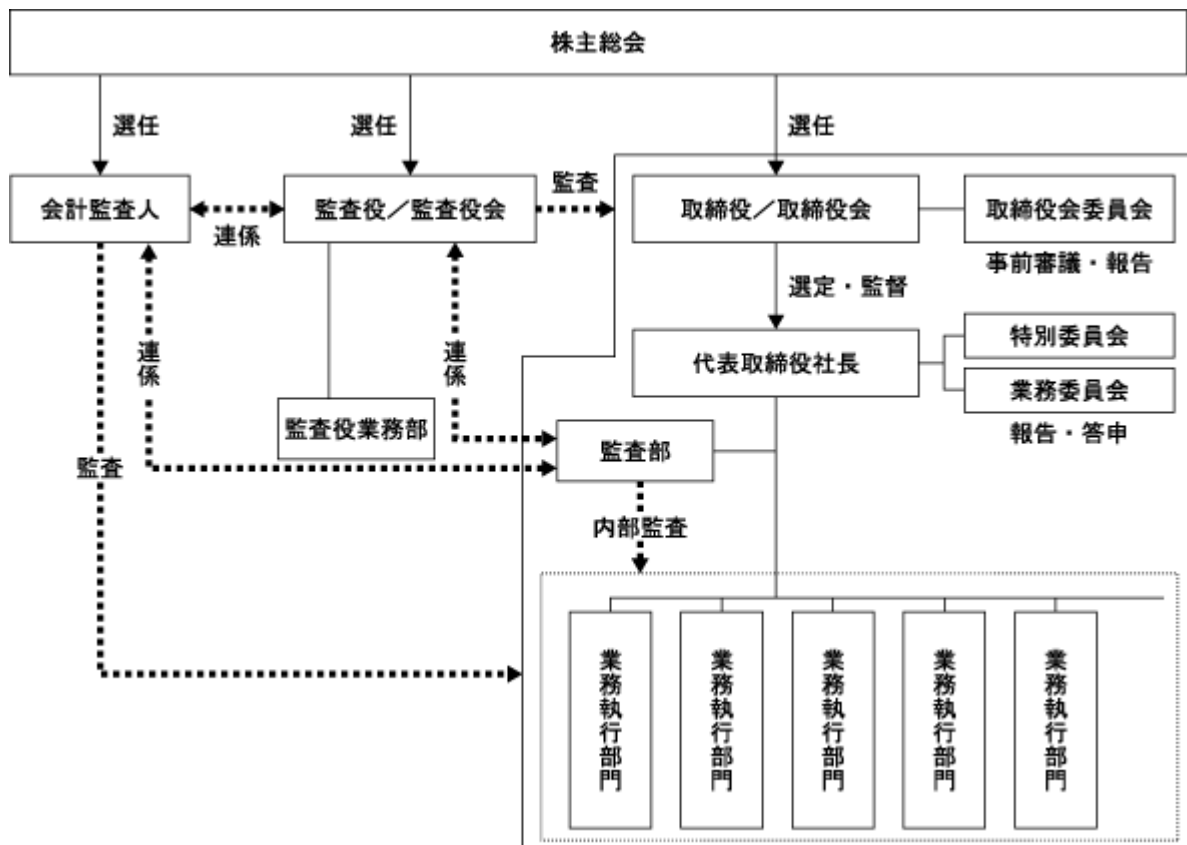 株主総会
選任
選任
選任
会計監査人
連係
監査役／監査役会
監査
取締役／取締役会
取締役会委員会
事前審議・報告
選定・監督
連係
連係
代表取締役社長
特別委員会
業務委員会
報告・答申
監査役業務部
監査部
監査
内部監査
業務執行部門
業務執行部門
業務執行部門
業務執行部門
業務執行部門